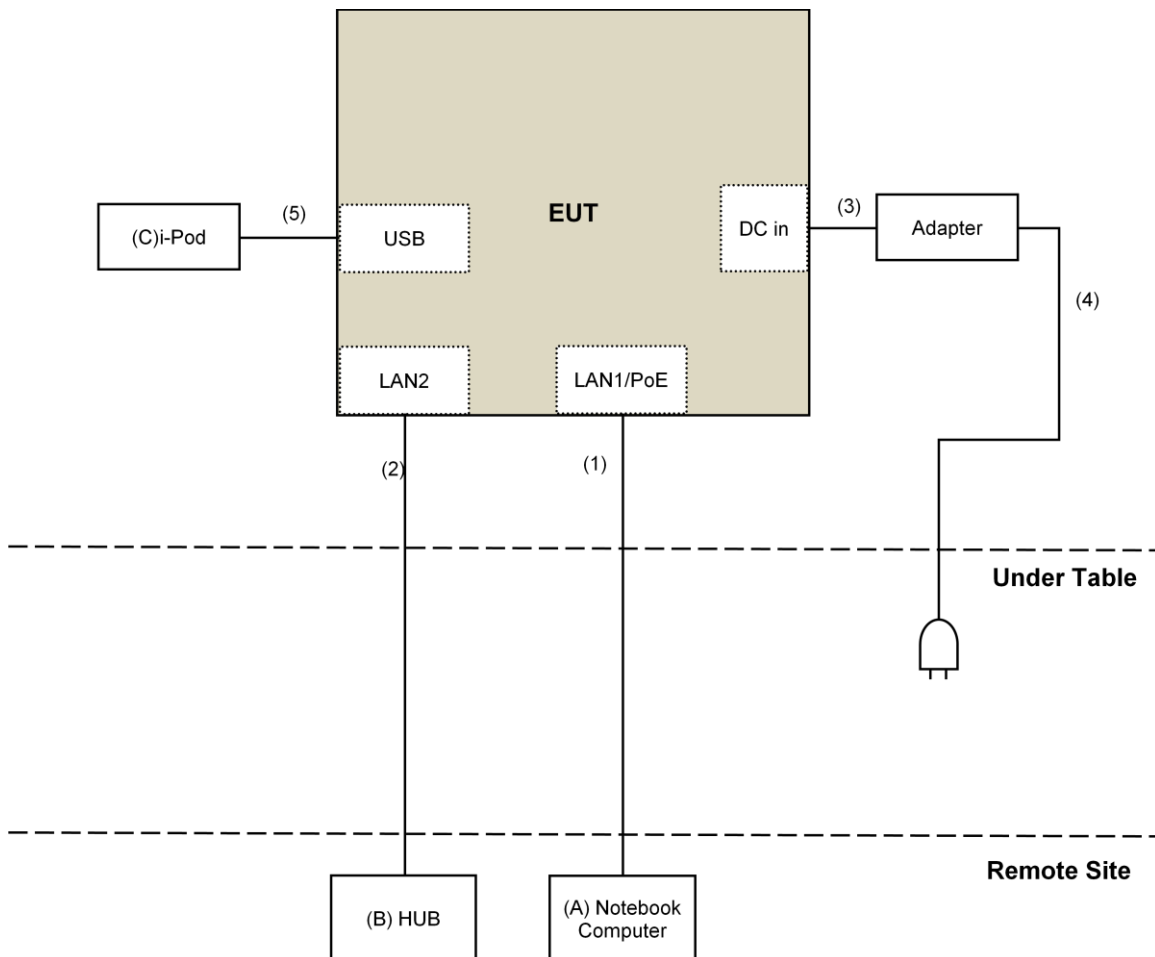 EUT
(C)i-Pod
(5)
USB
DC in
(3)
Adapter
(4)
LAN2
LAN1/PoE
(2)
(1)
Under Table
Remote Site
(B) HUB
(A) Notebook
Computer